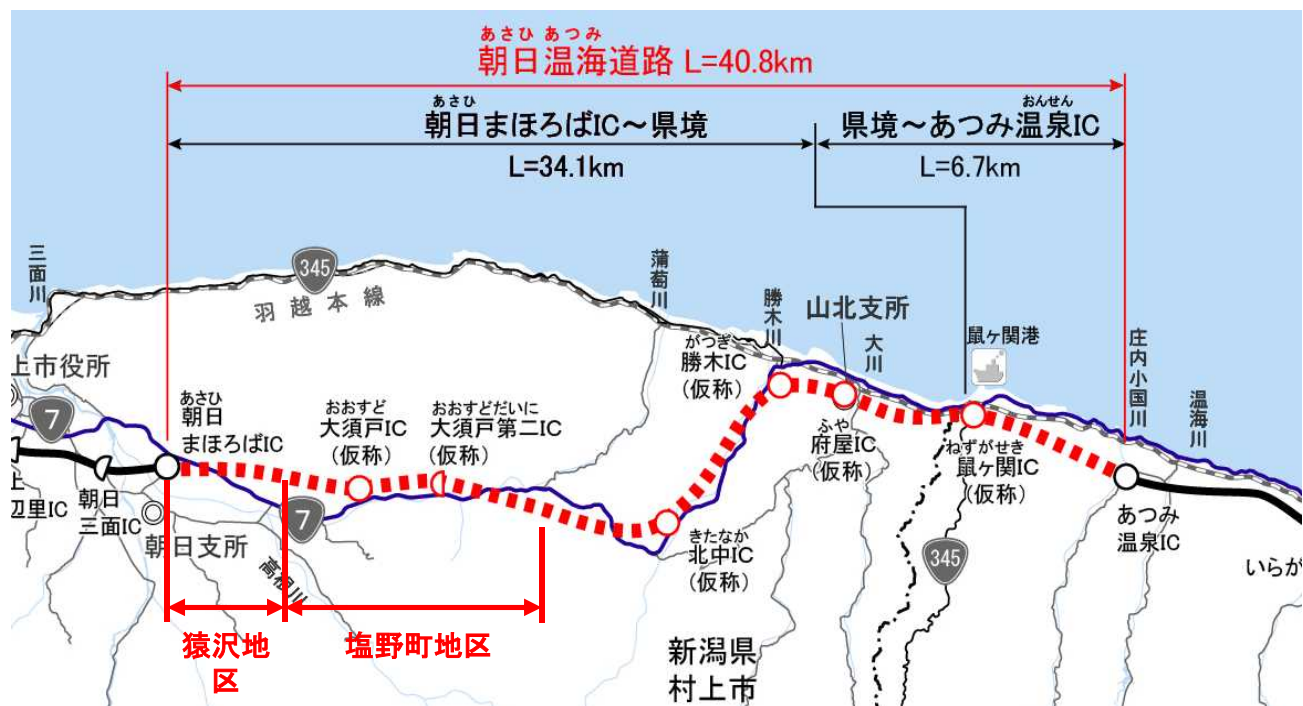 あさひ あつみ
朝日温海道路 L=40.8km
あさひ
朝日まほろばIC～県境
L=34.1km
おんせん
県境～あつみ温泉IC
L=6.7km
三面川
345
羽越本線
蒲萄川
勝木川
山北支所
大川
鼠ヶ関港
庄内小国川
温海川
上市役所
7
あさひ
朝日
まほろばIC
おおすど
大須戸IC
(仮称)
おおすどだいに
大須戸第二IC
(仮称)
がつぎ
勝木IC
(仮称)
ふや
府屋IC
(仮称)
ねずがせき
鼠ヶ関IC
(仮称)
上
辺里IC
朝日
三面IC
朝日支所
7
高根川
きたなか
北中IC
(仮称)
345
あつみ
温泉IC
いらが
猿沢地
区
塩野町地区
新潟県
村上市